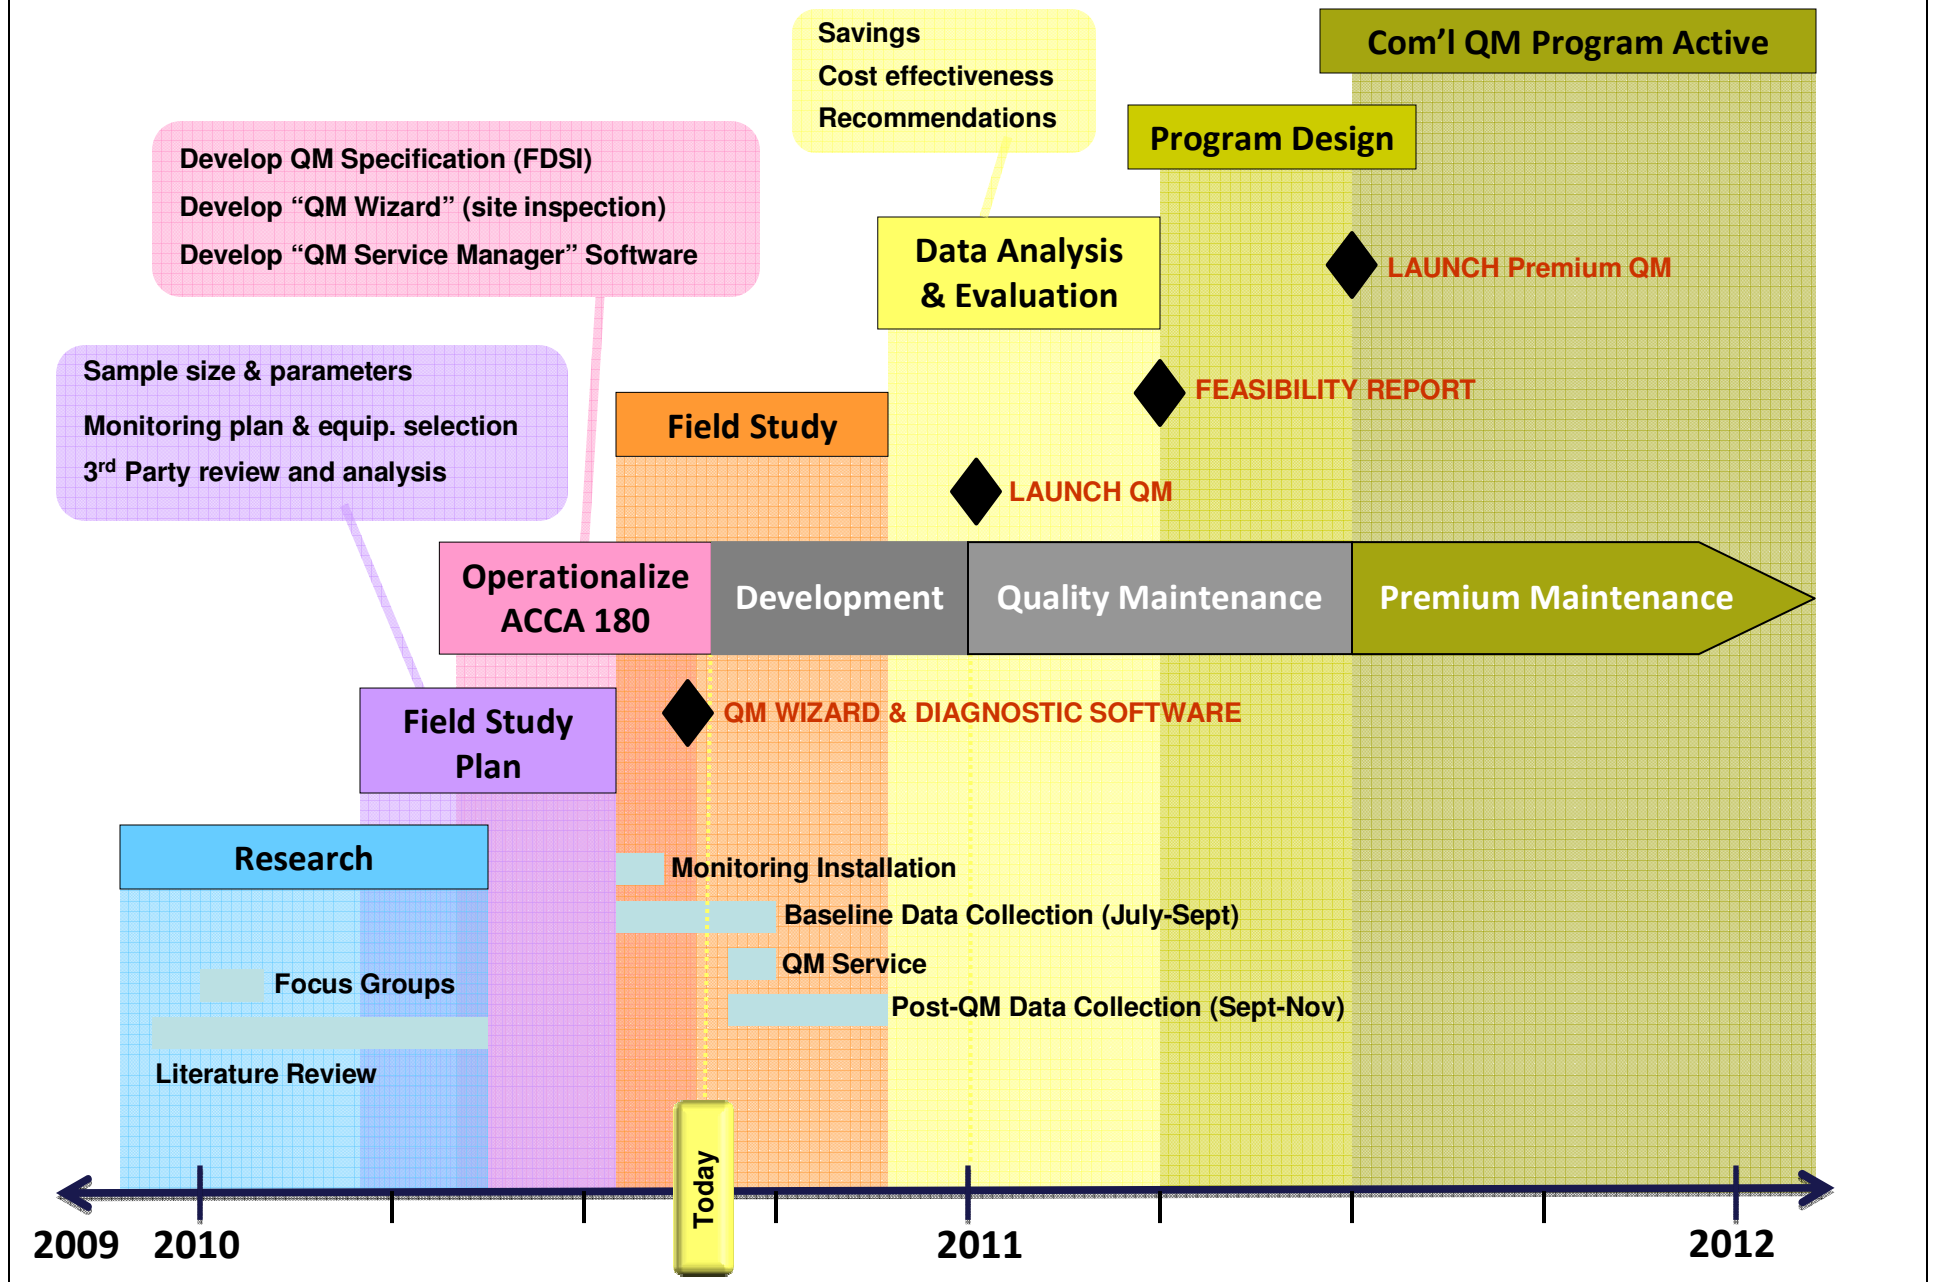 Savings
Cost effectiveness
Recommendations
Com’l QM Program Active
Program Design
Develop QM Specification (FDSI)
Develop “QM Wizard” (site inspection)
Develop “QM Service Manager” Software
Data Analysis
& Evaluation
LAUNCH Premium QM
Sample size & parameters
Monitoring plan & equip. selection
3rd Party review and analysis
FEASIBILITY REPORT
Field Study
LAUNCH QM
Operationalize
ACCA 180
Development
Quality Maintenance
Premium Maintenance
Field Study
Plan
QM WIZARD & DIAGNOSTIC SOFTWARE
Research
Monitoring Installation
Baseline Data Collection (July-Sept)
QM Service
Focus Groups
Post-QM Data Collection (Sept-Nov)
Literature Review
Today
2009
2010
2011
2012